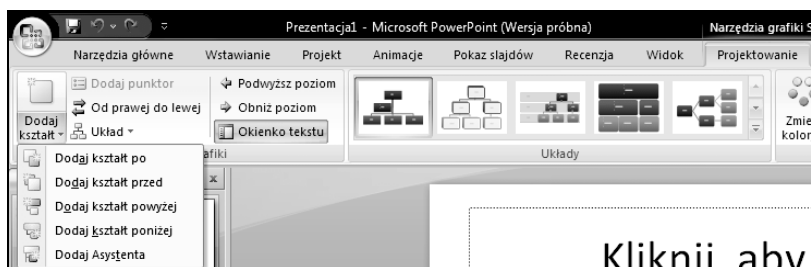 Prezentacja1 - Microsoft PowerPoint (Wersja próbna)
Narzędzia grafiki S
Narzędzia główne Wstawianie Projekt Animacje Pokaz slajdów Recenzja Widok Projektowanie
Dodaj kształt
Dodaj punktor
Od prawej do lewej
Układ
Podwyższ poziom
Obniż poziom
Okienko tekstu
Zmie
kolor
afiki
Układy
Dodaj kształt po
Dodaj kształt przed
Dodaj kształt powyżej
Dodaj kształt poniżej
Dodaj Asystenta
Kliknij, aby